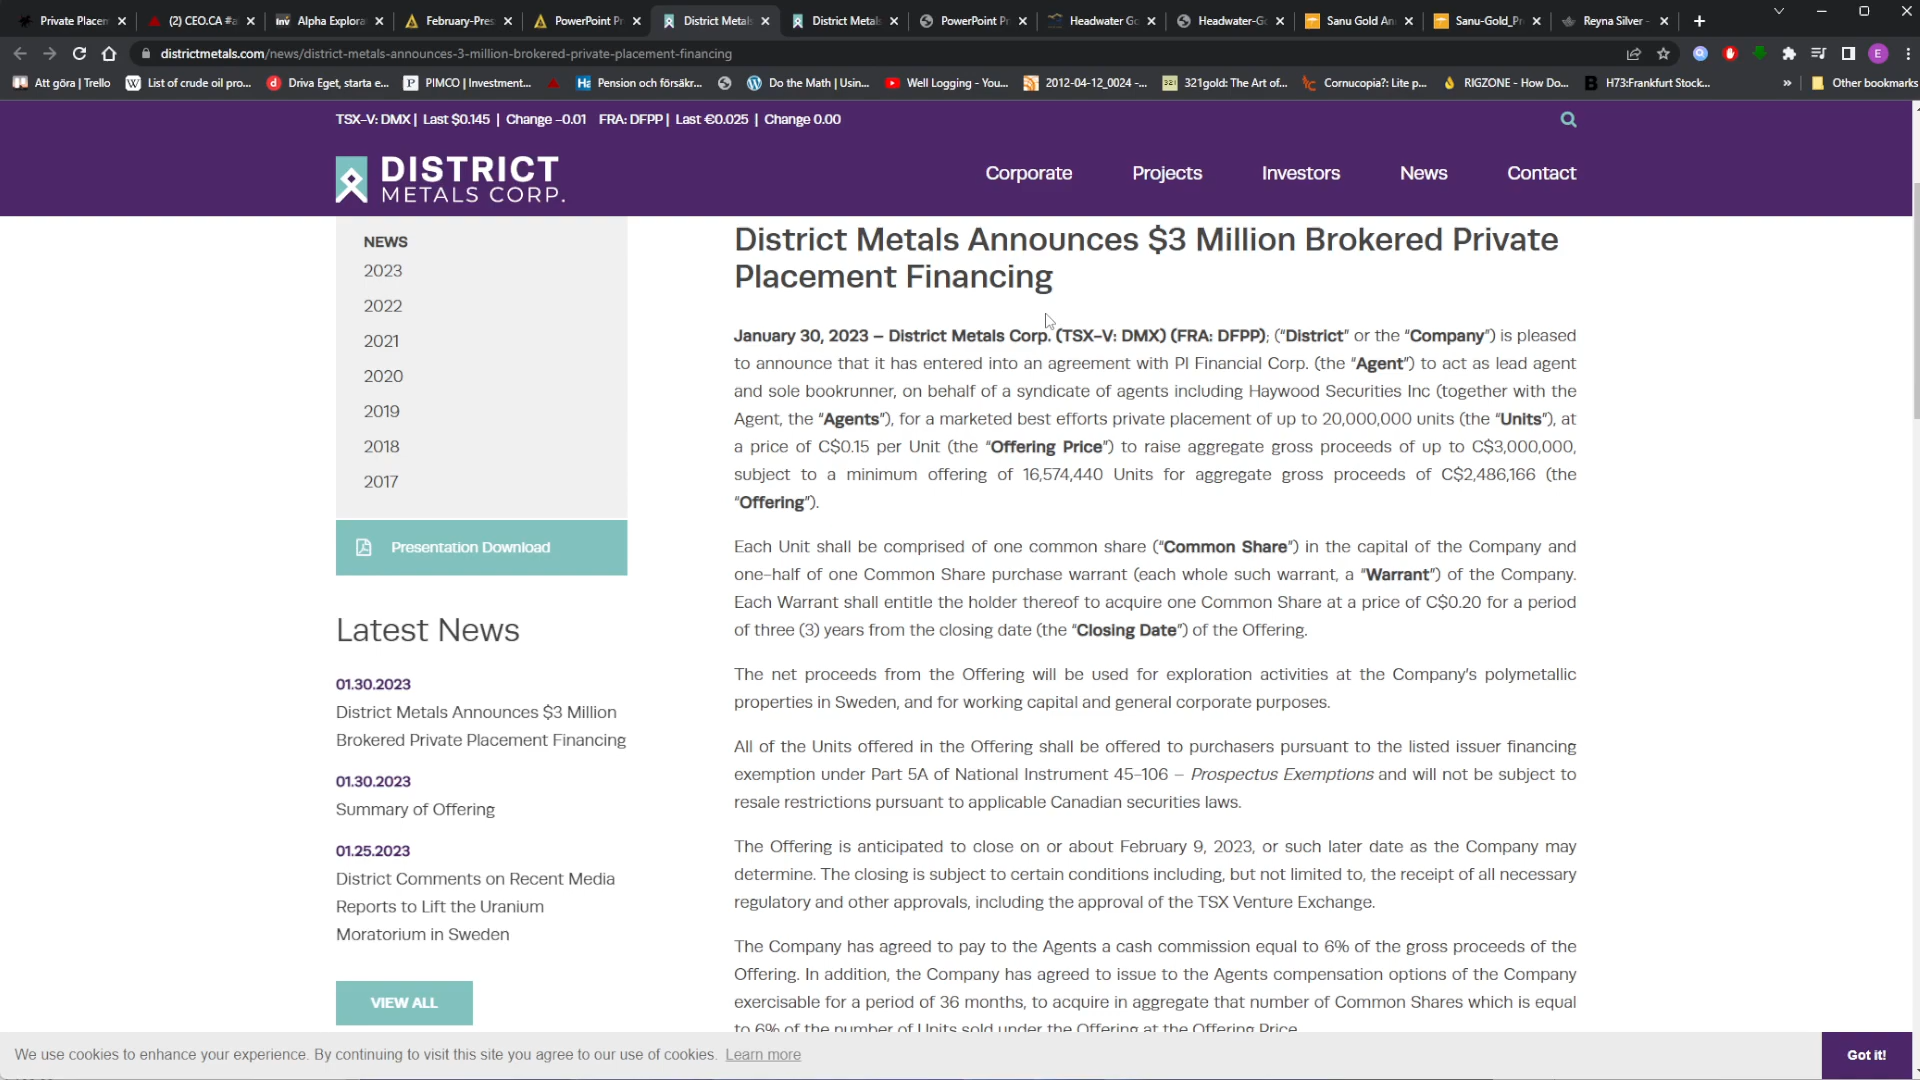 Private Placem
(2) CEO.CA #a
Alpha Explora
February-Pres
PowerPoint Pr
District Metals
District Metals
PowerPoint Pr
Headwater Go
Headwater-G
Sanu Gold An
Sanu-Gold_Pr
Reyna Silver -
districtmetals.com/news/district-metals-announces-3-million-brokered-private-placement-financing
E
Att göra | Trello
List of crude oil pro...
Driva Eget, starta e...
PIMCO | Investment...
Pension och försäkr...
Do the Math | Usin...
Well Logging - You...
2012-04-12_0024 -...
321gold: The Art of...
Cornucopia?: Lite p...
RIGZONE - How Do...
H73:Frankfurt Stock...
»
Other bookmarks
TSX-V: DMX | Last $0.145 | Change -0.01 FRA: DFPP | Last €0.025 | Change 0.00
DISTRICT
METALS CORP.
Corporate Projects Investors News Contact
NEWS
2023
2022
2021
2020
2019
2018
2017
Presentation Download
Latest News
01.30.2023
District Metals Announces $3 Million
Brokered Private Placement Financing
01.30.2023
Summary of Offering
01.25.2023
District Comments on Recent Media
Reports to Lift the Uranium
Moratorium in Sweden
VIEW ALL
District Metals Announces $3 Million Brokered Private
Placement Financing
January 30, 2023 – District Metals Corp. (TSX-V: DMX) (FRA: DFPP); (“District” or the “Company”) is pleased
to announce that it has entered into an agreement with PI Financial Corp. (the “Agent”) to act as lead agent
and sole bookrunner, on behalf of a syndicate of agents including Haywood Securities Inc (together with the
Agent, the “Agents”), for a marketed best efforts private placement of up to 20,000,000 units (the “Units”), at
a price of C$0.15 per Unit (the “Offering Price”) to raise aggregate gross proceeds of up to C$3,000,000,
subject to a minimum offering of 16,574,440 Units for aggregate gross proceeds of C$2,486,166 (the
“Offering”).
Each Unit shall be comprised of one common share (“Common Share”) in the capital of the Company and
one-half of one Common Share purchase warrant (each whole such warrant, a “Warrant”) of the Company.
Each Warrant shall entitle the holder thereof to acquire one Common Share at a price of C$0.20 for a period
of three (3) years from the closing date (the “Closing Date”) of the Offering.
The net proceeds from the Offering will be used for exploration activities at the Company’s polymetallic
properties in Sweden, and for working capital and general corporate purposes.
All of the Units offered in the Offering shall be offered to purchasers pursuant to the listed issuer financing
exemption under Part 5A of National Instrument 45-106 – Prospectus Exemptions and will not be subject to
resale restrictions pursuant to applicable Canadian securities laws.
The Offering is anticipated to close on or about February 9, 2023, or such later date as the Company may
determine. The closing is subject to certain conditions including, but not limited to, the receipt of all necessary
regulatory and other approvals, including the approval of the TSX Venture Exchange.
The Company has agreed to pay to the Agents a cash commission equal to 6% of the gross proceeds of the
Offering. In addition, the Company has agreed to issue to the Agents compensation options of the Company
exercisable for a period of 36 months, to acquire in aggregate that number of Common Shares which is equal
to 6% of the number of Units sold under the Offering at the Offering Price
We use cookies to enhance your experience. By continuing to visit this site you agree to our use of cookies. Learn more
Got it!